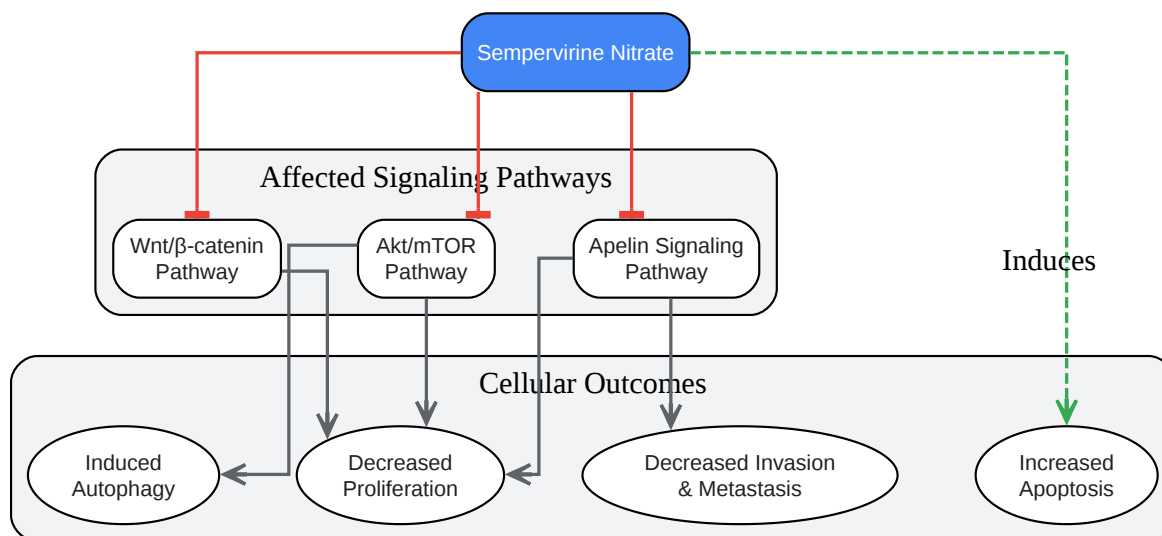 Sempervirine Nitrate
Affected Signaling Pathways
Wnt/β-catenin
Pathway
Akt/mTOR
Pathway
Apelin Signaling
Pathway
Induces
Cellular Outcomes
Induced
Autophagy
Decreased
Proliferation
Decreased Invasion
& Metastasis
Increased
Apoptosis